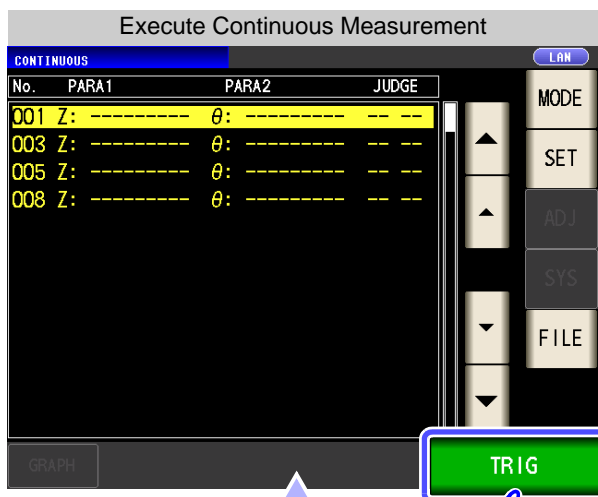 Execute Continuous Measurement
CONTINUOUS LAN
No. PARA1 PARA2 JUDGE
001 Z: --------- θ: --------- -- --
003 Z: --------- θ: --------- -- --
005 Z: --------- θ: --------- -- --
008 Z: --------- θ: --------- -- --
MODE
SET
ADJ
SYS
FILE
GRAPH
TRIG